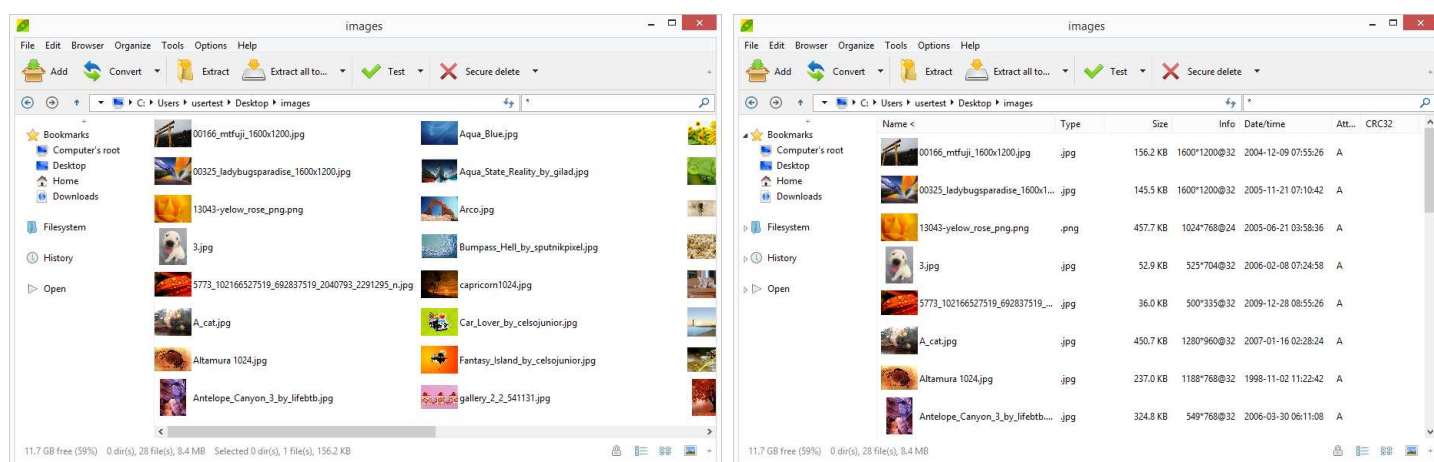 images
File Edit Browser Organize Tools Options Help
Add Convert Extract Extract all to... Test Secure delete
C: Users usertest Desktop images *
Bookmarks
Computer's root
Desktop
Home
Downloads
Filesystem
History
Open
00166_mtfuji_1600x1200.jpg
00325_ladybugsparadise_1600x1200.jpg
13043-yelow_rose_png.png
3.jpg
5773_102166527519_692837519_2040793_2291295_n.jpg
A_cat.jpg
Altamura 1024.jpg
Antelope_Canyon_3_by_lifebtb.jpg
Aqua_Blue.jpg
Aqua_State_Reality_by_gilad.jpg
Arco.jpg
Bumpass_Hell_by_sputnikpixel.jpg
capricorn1024.jpg
Car_Lover_by_celsojunior.jpg
Fantasy_Island_by_celsojunior.jpg
gallery_2_2_541131.jpg
11.7 GB free (59%) 0 dir(s), 28 file(s), 8.4 MB Selected 0 dir(s), 1 file(s), 156.2 KB
images
File Edit Browser Organize Tools Options Help
Add Convert Extract Extract all to... Test Secure delete
C: Users usertest Desktop images *
Bookmarks
Computer's root
Desktop
Home
Downloads
Filesystem
History
Open
Name < Type Size Info Date/time Att... CRC32
00166_mtfuji_1600x1200.jpg .jpg 156.2 KB 1600*1200@32 2004-12-09 07:55:26 A
00325_ladybugsparadise_1600x1... .jpg 145.5 KB 1600*1200@32 2005-11-21 07:10:42 A
13043-yelow_rose_png.png .png 457.7 KB 1024*768@24 2005-06-21 03:58:36 A
3.jpg .jpg 52.9 KB 525*704@32 2006-02-08 07:24:58 A
5773_102166527519_692837519_... .jpg 36.0 KB 500*335@32 2009-12-28 08:55:26 A
A_cat.jpg .jpg 450.7 KB 1280*960@32 2007-01-16 02:28:24 A
Altamura 1024.jpg .jpg 237.0 KB 1188*768@32 1998-11-02 11:22:42 A
Antelope_Canyon_3_by_lifebtb.... .jpg 324.8 KB 549*768@32 2006-03-30 06:11:08 A
11.7 GB free (59%) 0 dir(s), 28 file(s), 8.4 MB